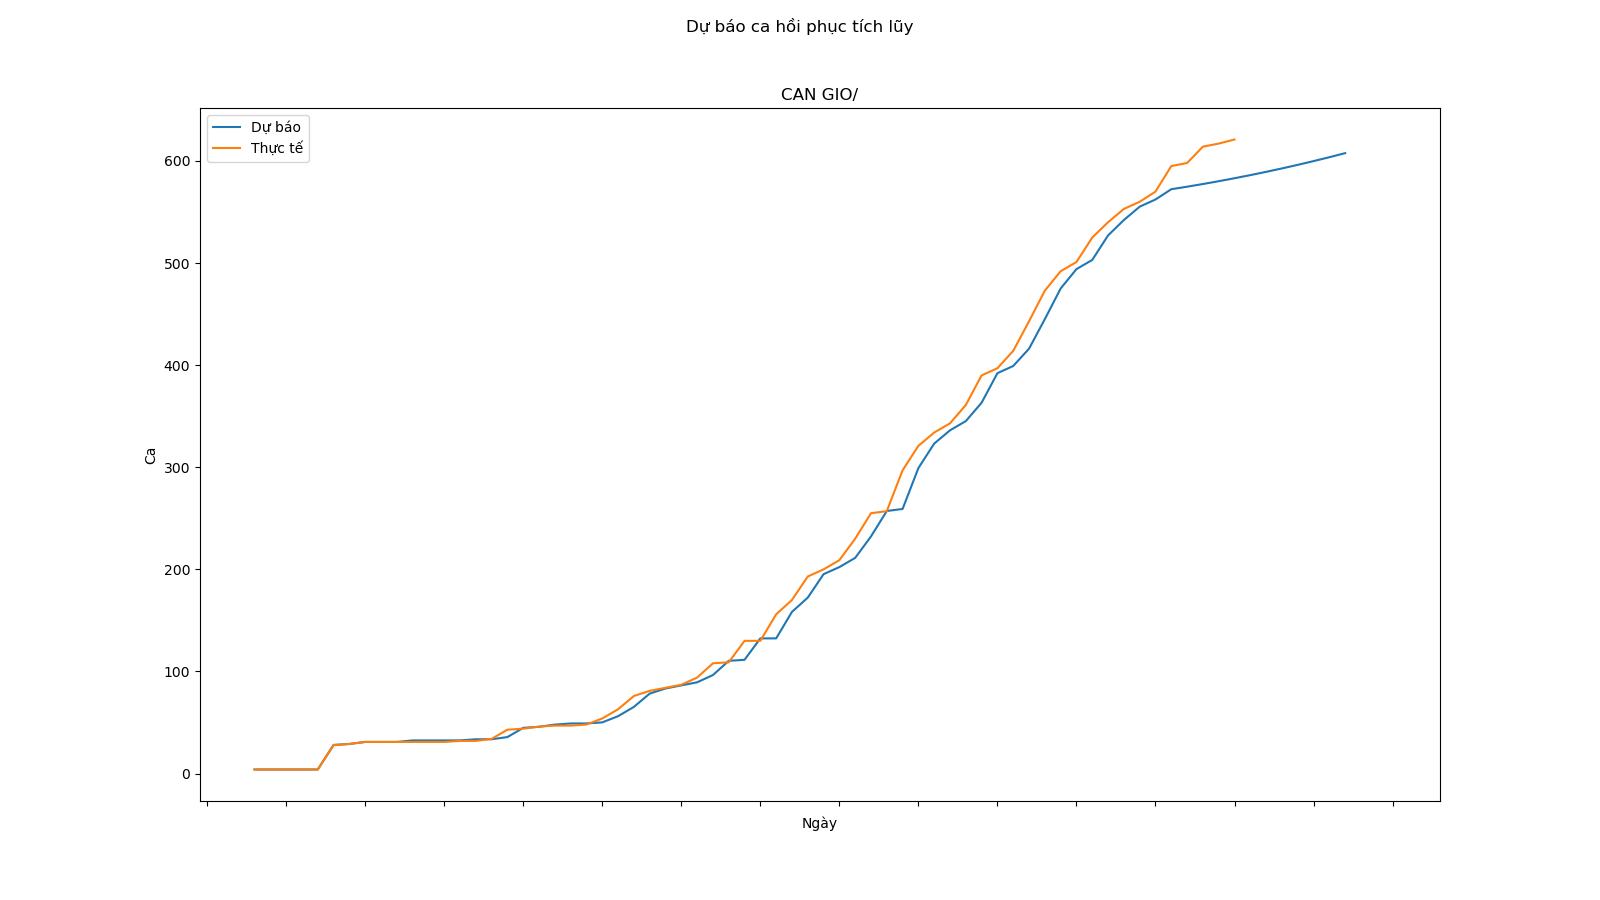 Dự báo ca hồi phục tích lũy
CAN GIO/
Dự báo
Thực tế
600
500
400
300
200
100
0
Ca
Ngày